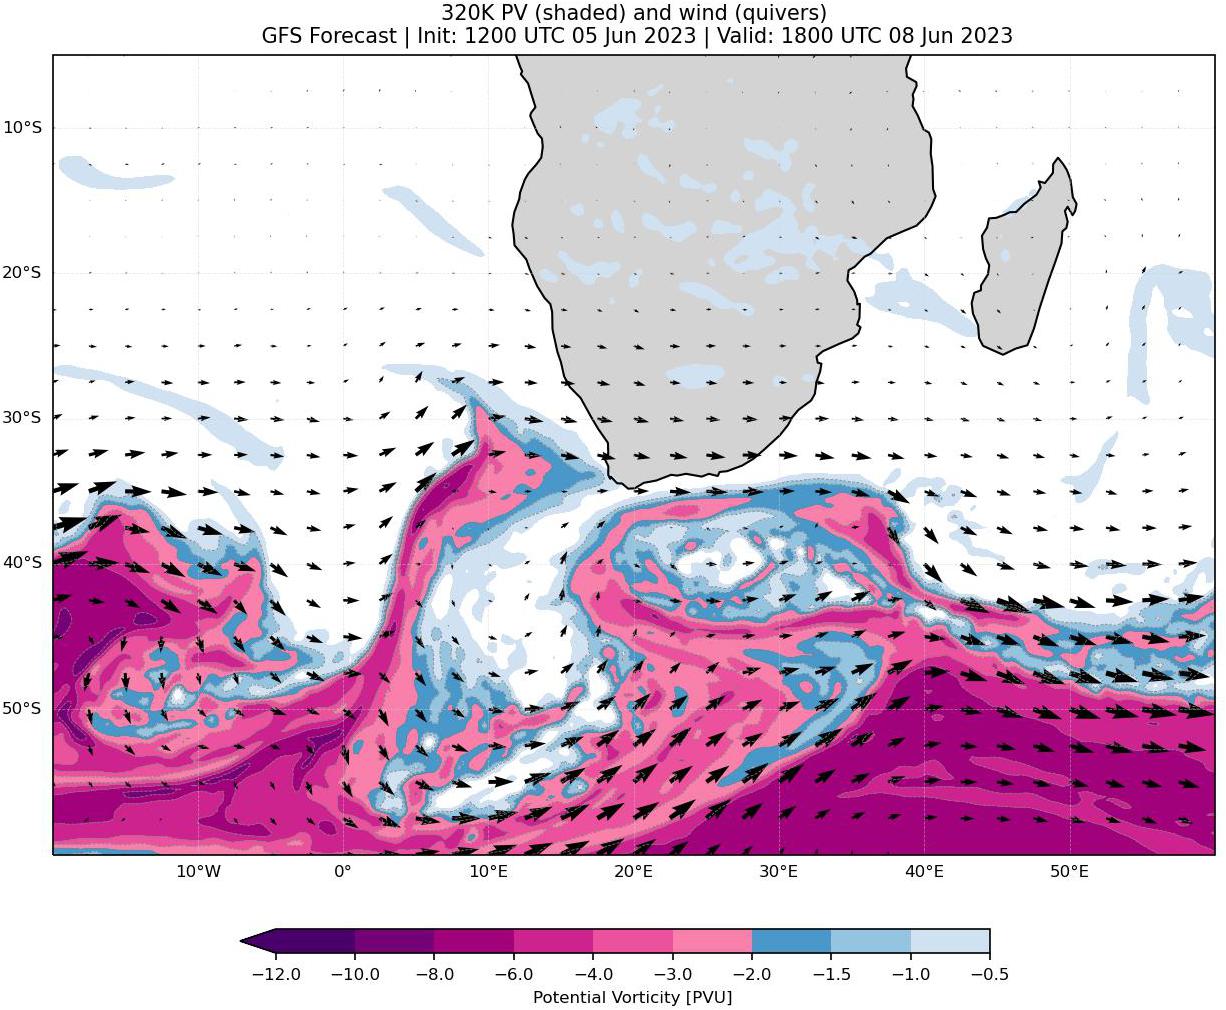 320K PV (shaded) and wind (quivers)
GFS Forecast | Init: 1200 UTC 05 Jun 2023 | Valid: 1800 UTC 08 Jun 2023
10°S
20°S
30°S
40°S
50°S
10°W 0° 10°E 20°E 30°E 40°E 50°E
−12.0 −10.0 −8.0 −6.0 −4.0 −3.0 −2.0 −1.5 −1.0 −0.5
Potential Vorticity [PVU]